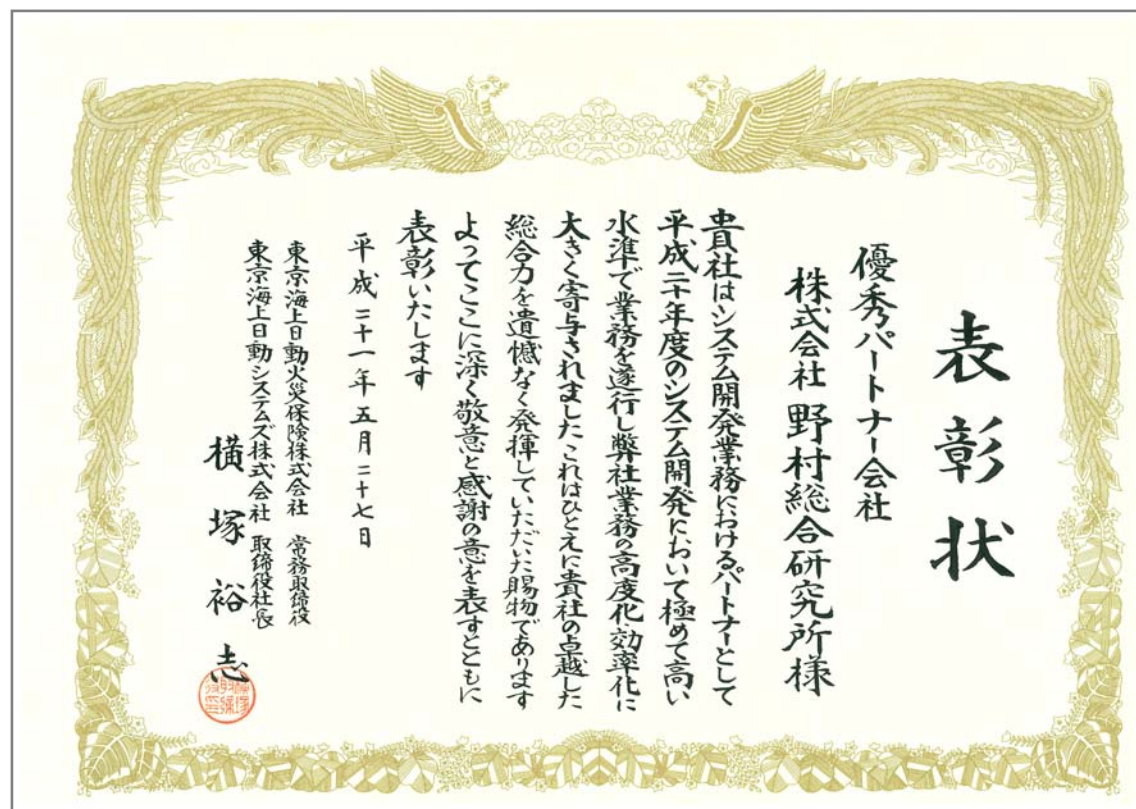 表彰状
優秀パートナー会社
株式会社 野村総合研究所様
貴社はシステム開発業務におけるパートナーとして
平成二十年度のシステム開発において極めて高い
水準で業務を遂行し弊社業務の高度化・効率化に
大きく寄与されましたこれはひとえに貴社の卓越した
総合力を遺憾なく発揮していただいた賜物であります
よってここに深く敬意と感謝の意を表すとともに
表彰いたします
平成二十一年五月二十七日
東京海上日動火災保険株式会社 常務取締役
東京海上日動システムズ株式会社 取締役社長
横塚裕志